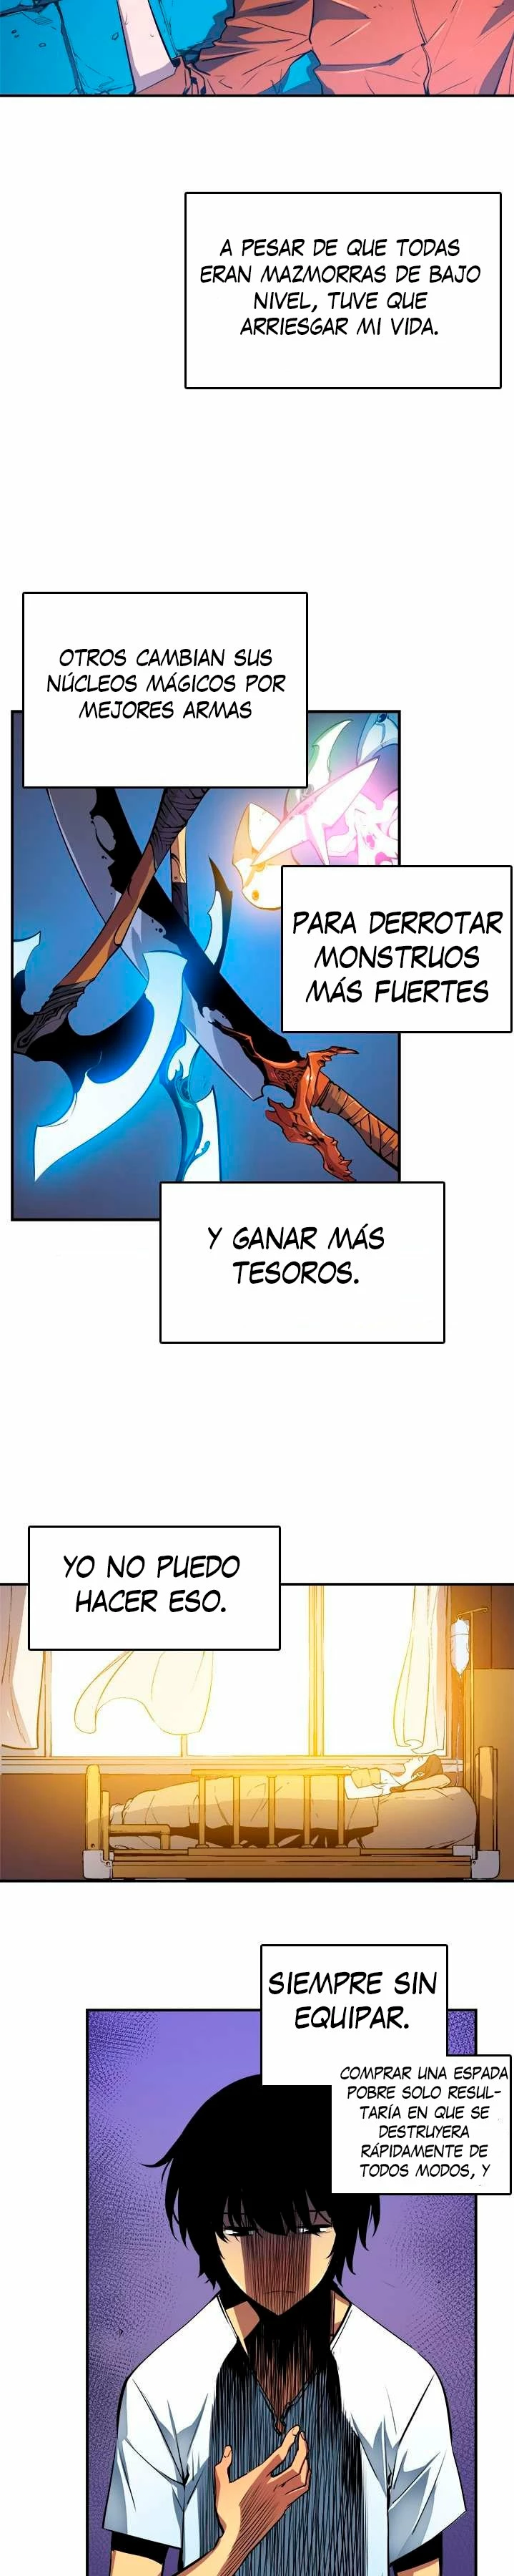 A PESAR DE QUE TODAS
ERAN MAZMORRAS DE BAJO
NIVEL, TUVE QUE
ARRIESGAR MI VIDA.
OTROS CAMBIAN SUS
NÚCLEOS MÁGICOS POR
MEJORES ARMAS
PARA DERROTAR
MONSTRUOS
MÁS FUERTES
Y GANAR MÁS
TESOROS.
YO NO PUEDO
HACER ESO.
SIEMPRE SIN
EQUIPAR.
COMPRAR UNA ESPADA
POBRE SOLO RESUL-
TARÍA EN QUE SE
DESTRUYERA
RÁPIDAMENTE DE
TODOS MODOS, Y